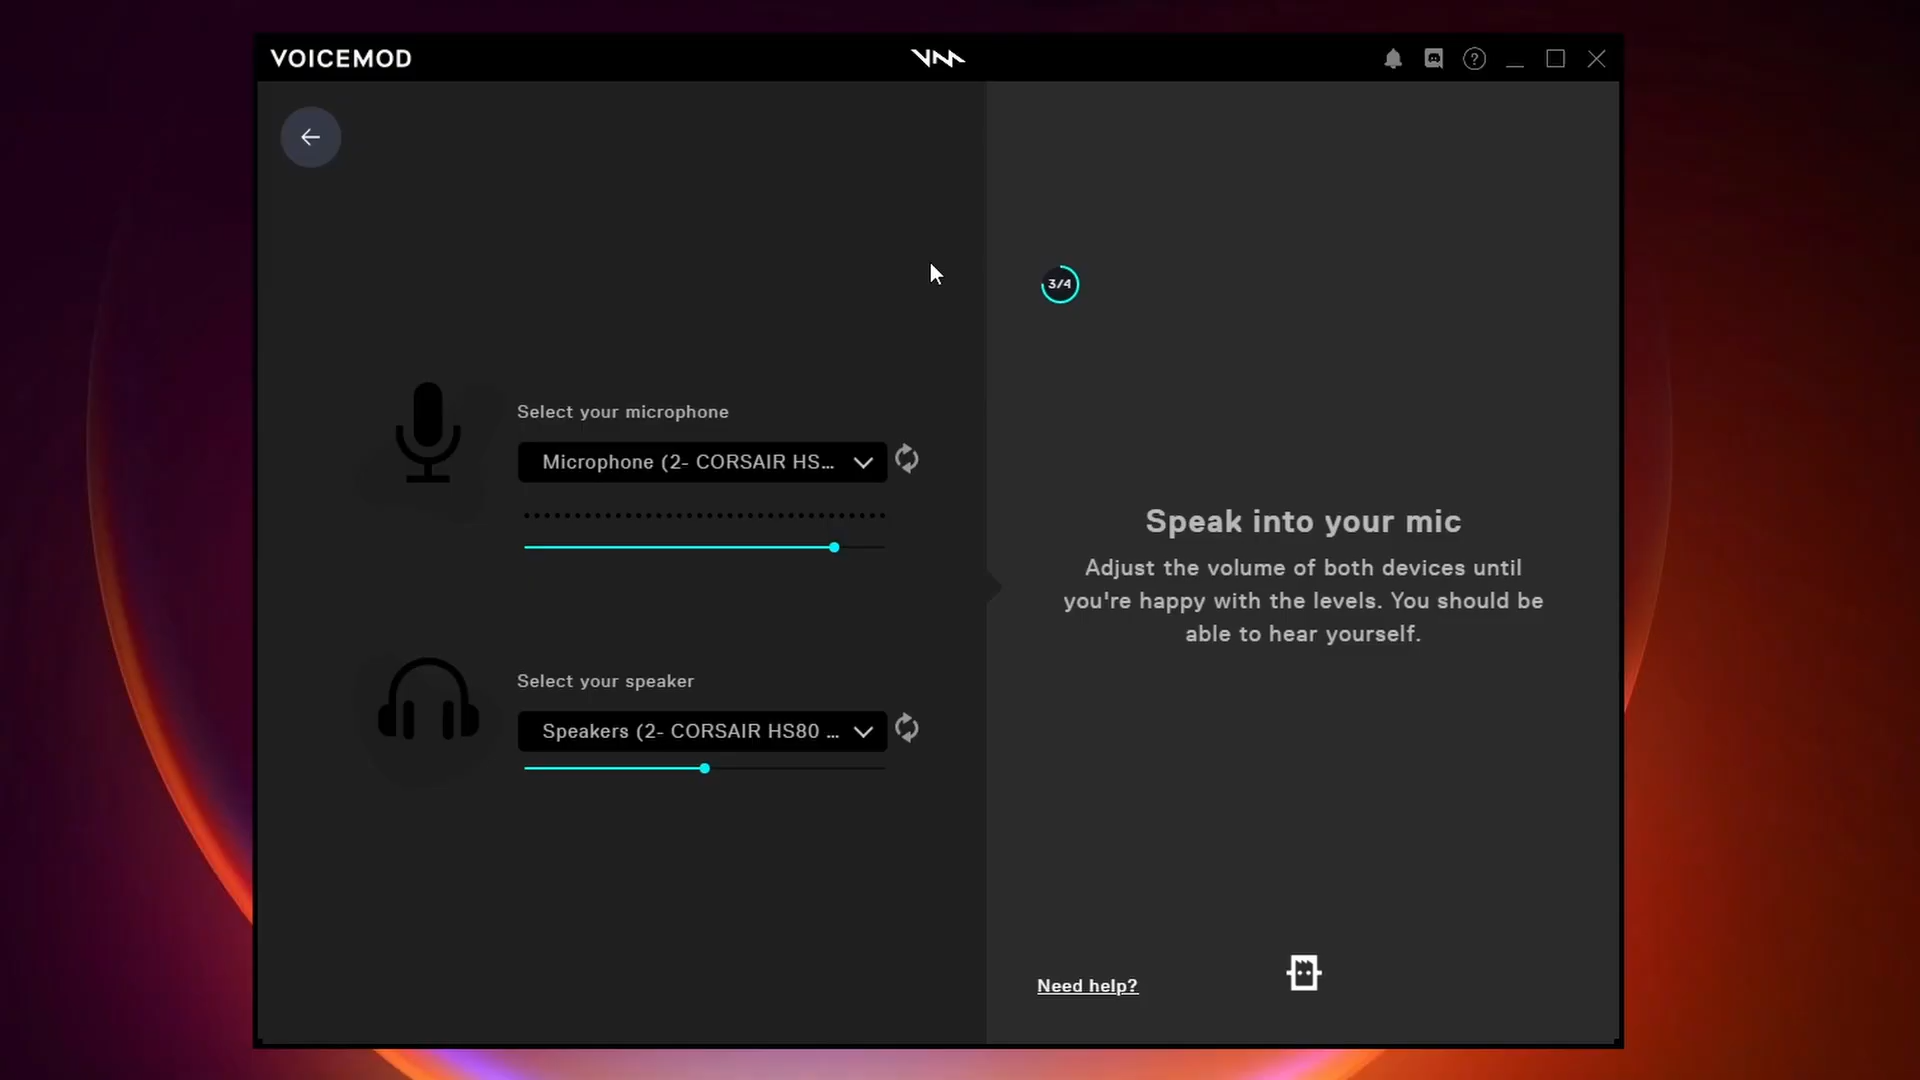 VOICEMOD
3/4
Select your microphone
Microphone (2- CORSAIR HS...
Select your speaker
Speakers (2- CORSAIR HS80 ...
Speak into your mic
Adjust the volume of both devices until
you're happy with the levels. You should be
able to hear yourself.
Need help?